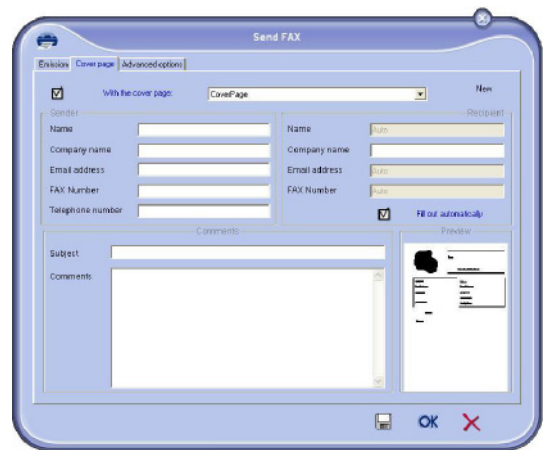 Send FAX
Emission Cover page Advanced options
With the cover page: CoverPage New
Sender
Name
Company name
Email address
FAX Number
Telephone number
Recipient
Name Auto
Company name
Email address Auto
FAX Number Auto
Fill out automatically
Comments
Subject
Comments
Preview
OK